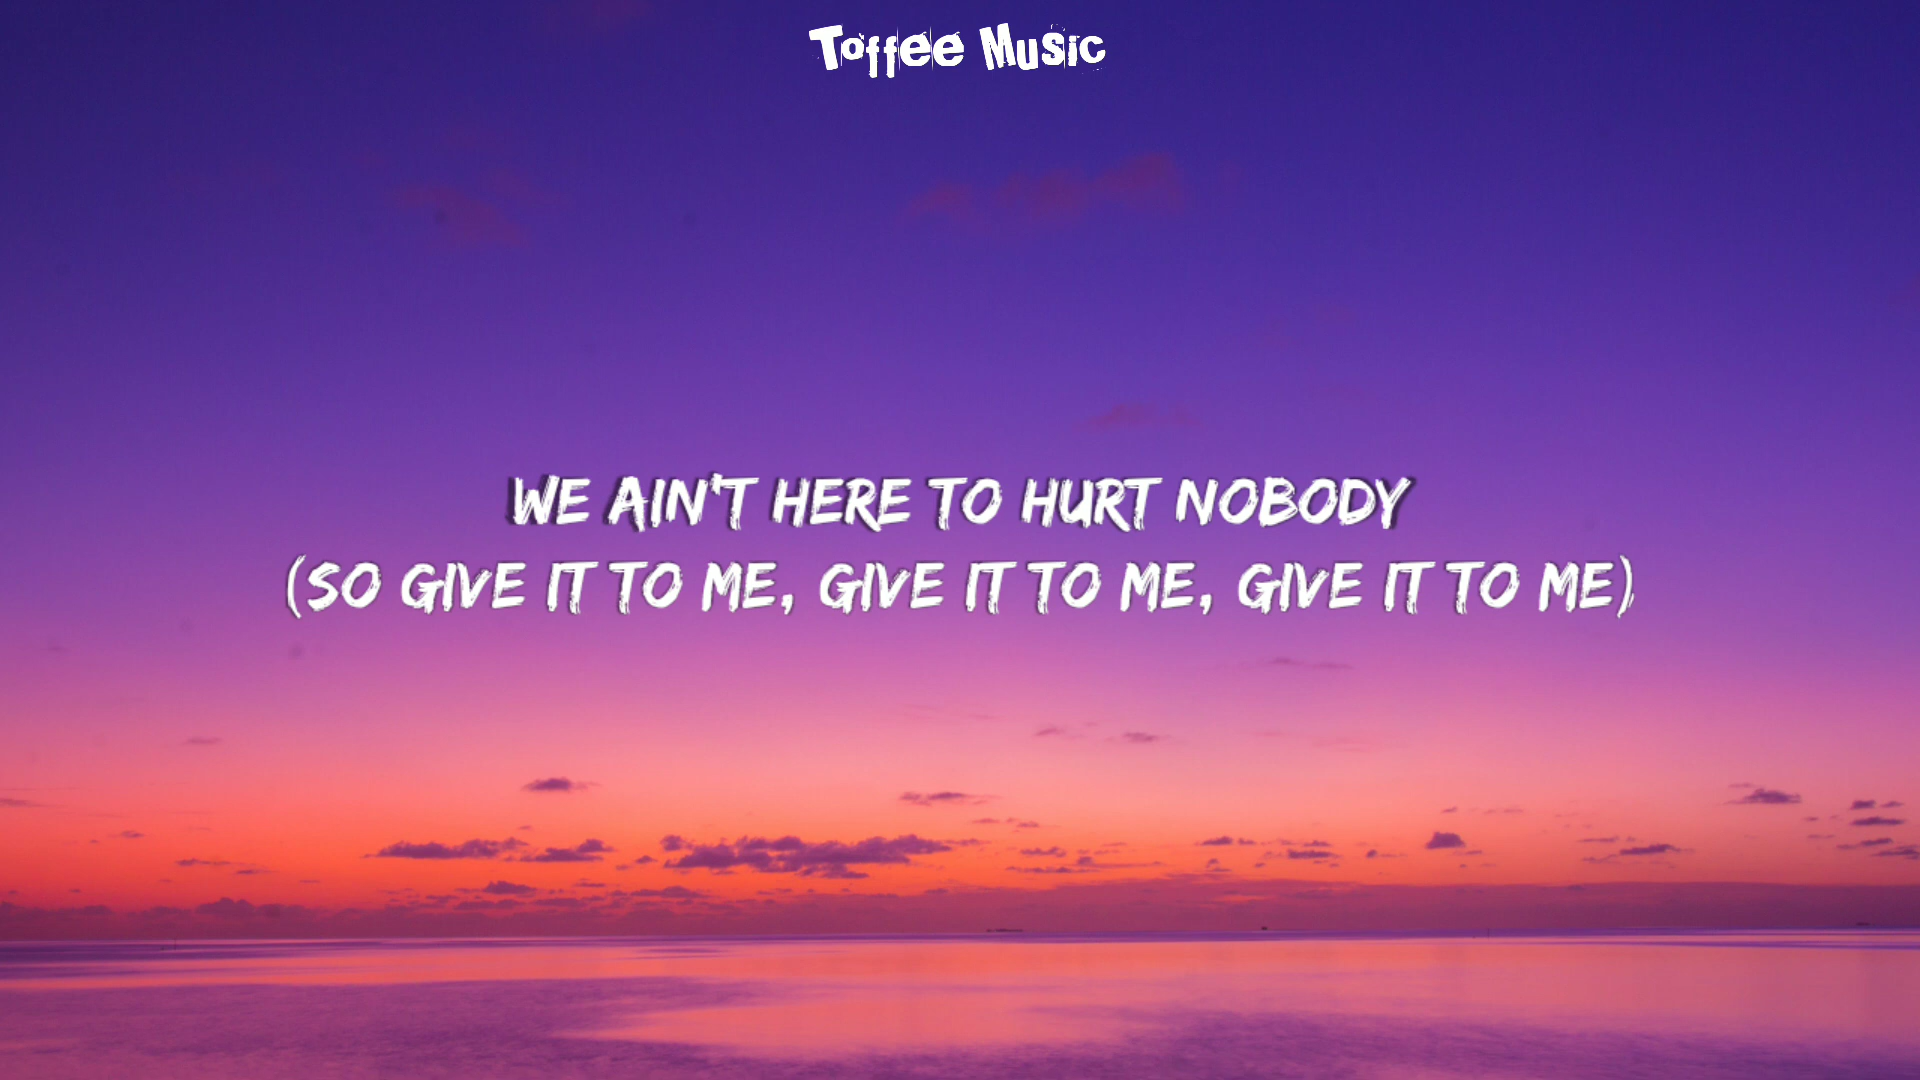 Toffee Music
WE AIN'T HERE TO HURT NOBODY
(SO GIVE IT TO ME, GIVE IT TO ME, GIVE IT TO ME)